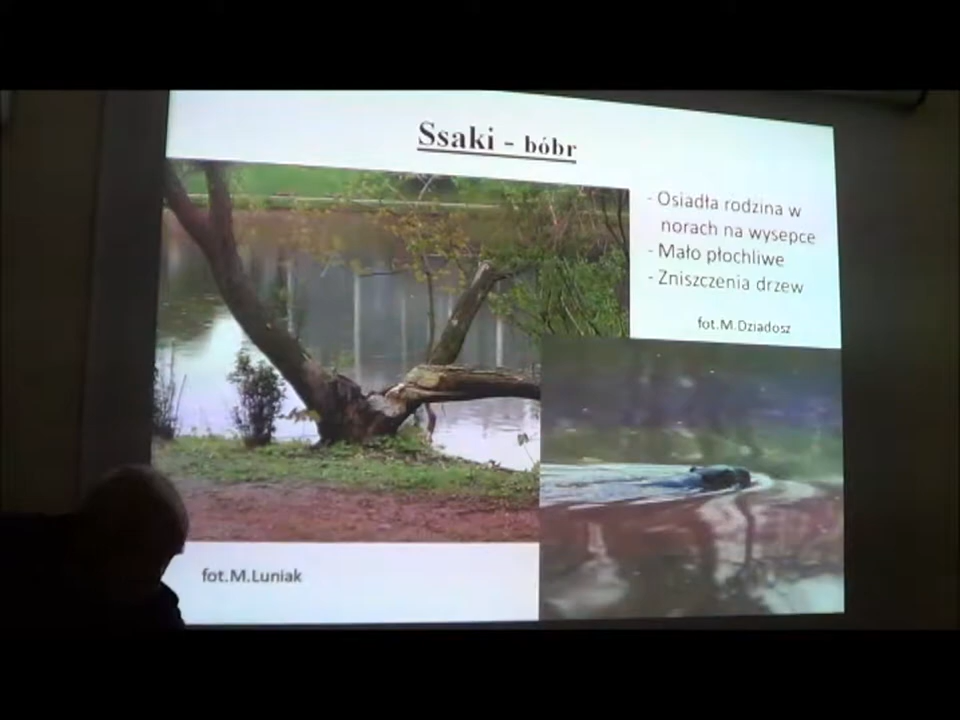 Ssaki - bóbr
- Osiadła rodzina w
norach na wysepce
- Mało płochliwe
- Zniszczenia drzew
fot.M.Dziadosz
fot.M.Luniak